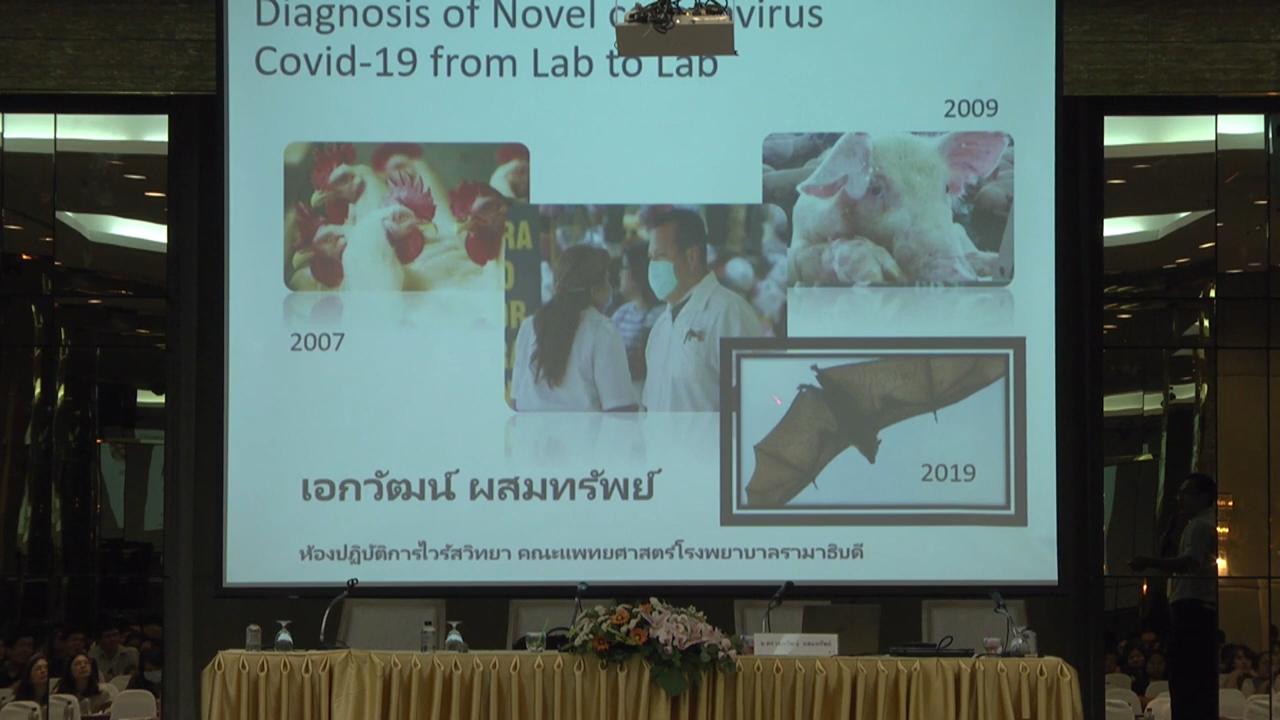 Diagnosis of Novel
virus
Covid-19 from Lab to Lab
2009
RA
2007
2019
เอกวัฒน์ ผสมทรัพย์
ห้องปฏิบัติการไวรัสวิทยา คณะแพทยศาสตร์โรงพยาบาลรามาธิบดี